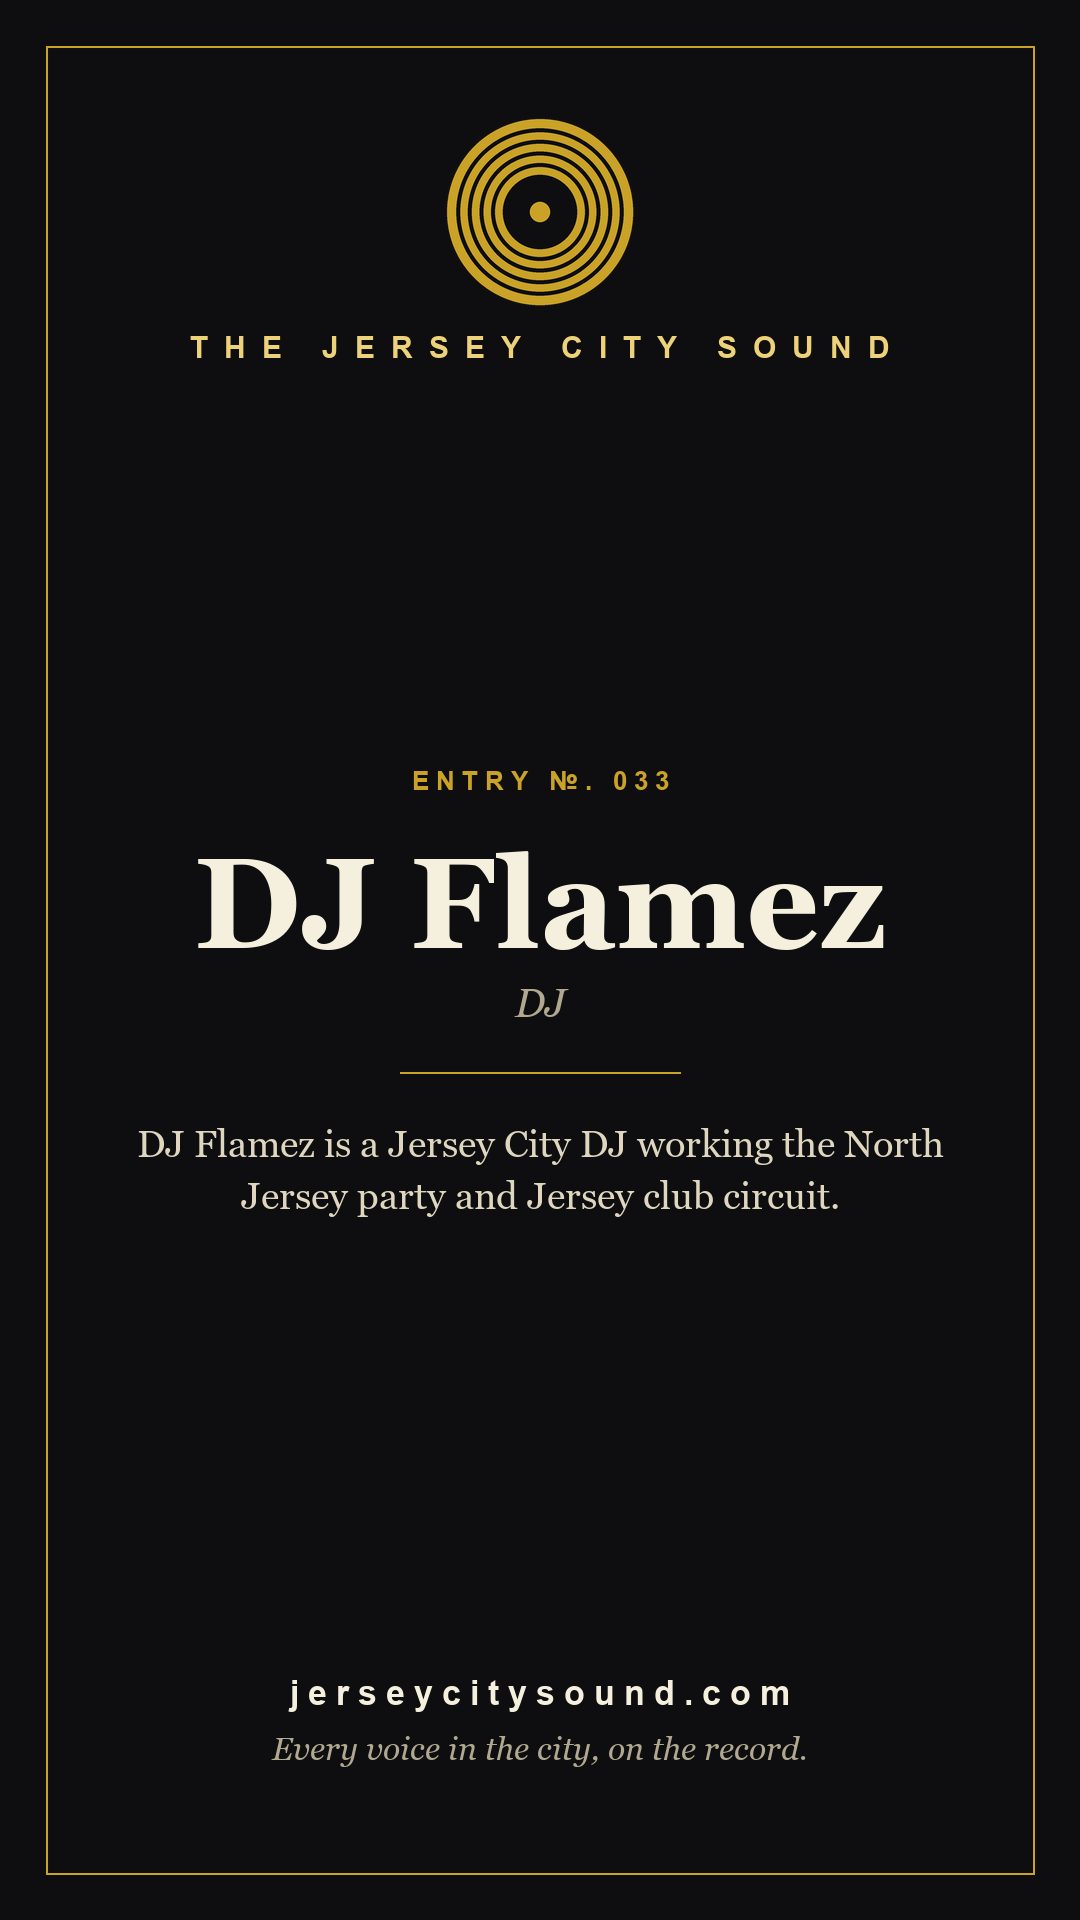 THE JERSEY CITY SOUND
ENTRY №. 033
DJ Flamez
DJ
DJ Flamez is a Jersey City DJ working the North
Jersey party and Jersey club circuit.
jerseycitysound.com
Every voice in the city, on the record.